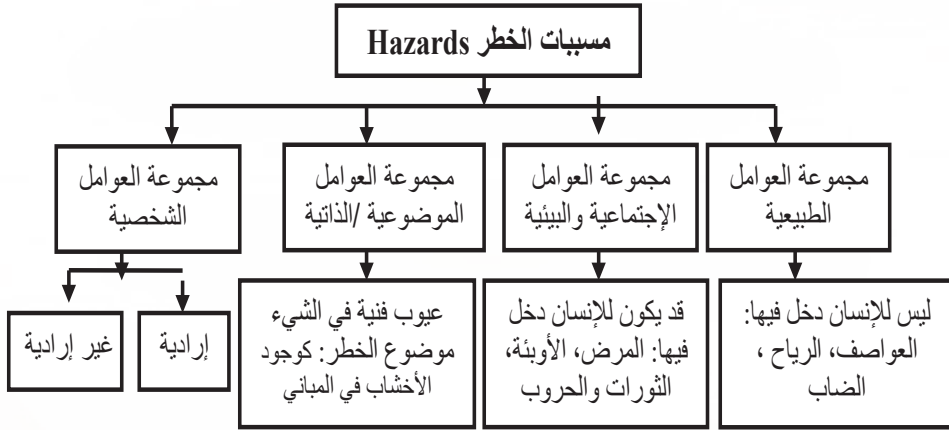 مسببات الخطر Hazards
مجموعة العوامل
الطبيعية
مجموعة العوامل
الإجتماعية والبيئية
مجموعة العوامل
الموضوعية /الذاتية
مجموعة العوامل
الشخصية
ليس للإنسان دخل فيها:
العواصف، الرياح ،
الضاب
قد يكون للإنسان دخل
فيها: المرض، الأوبئة،
الثورات والحروب
عيوب فنية في الشيء
موضوع الخطر: كوجود
الأخشاب في المباني
إرادية
غير إرادية